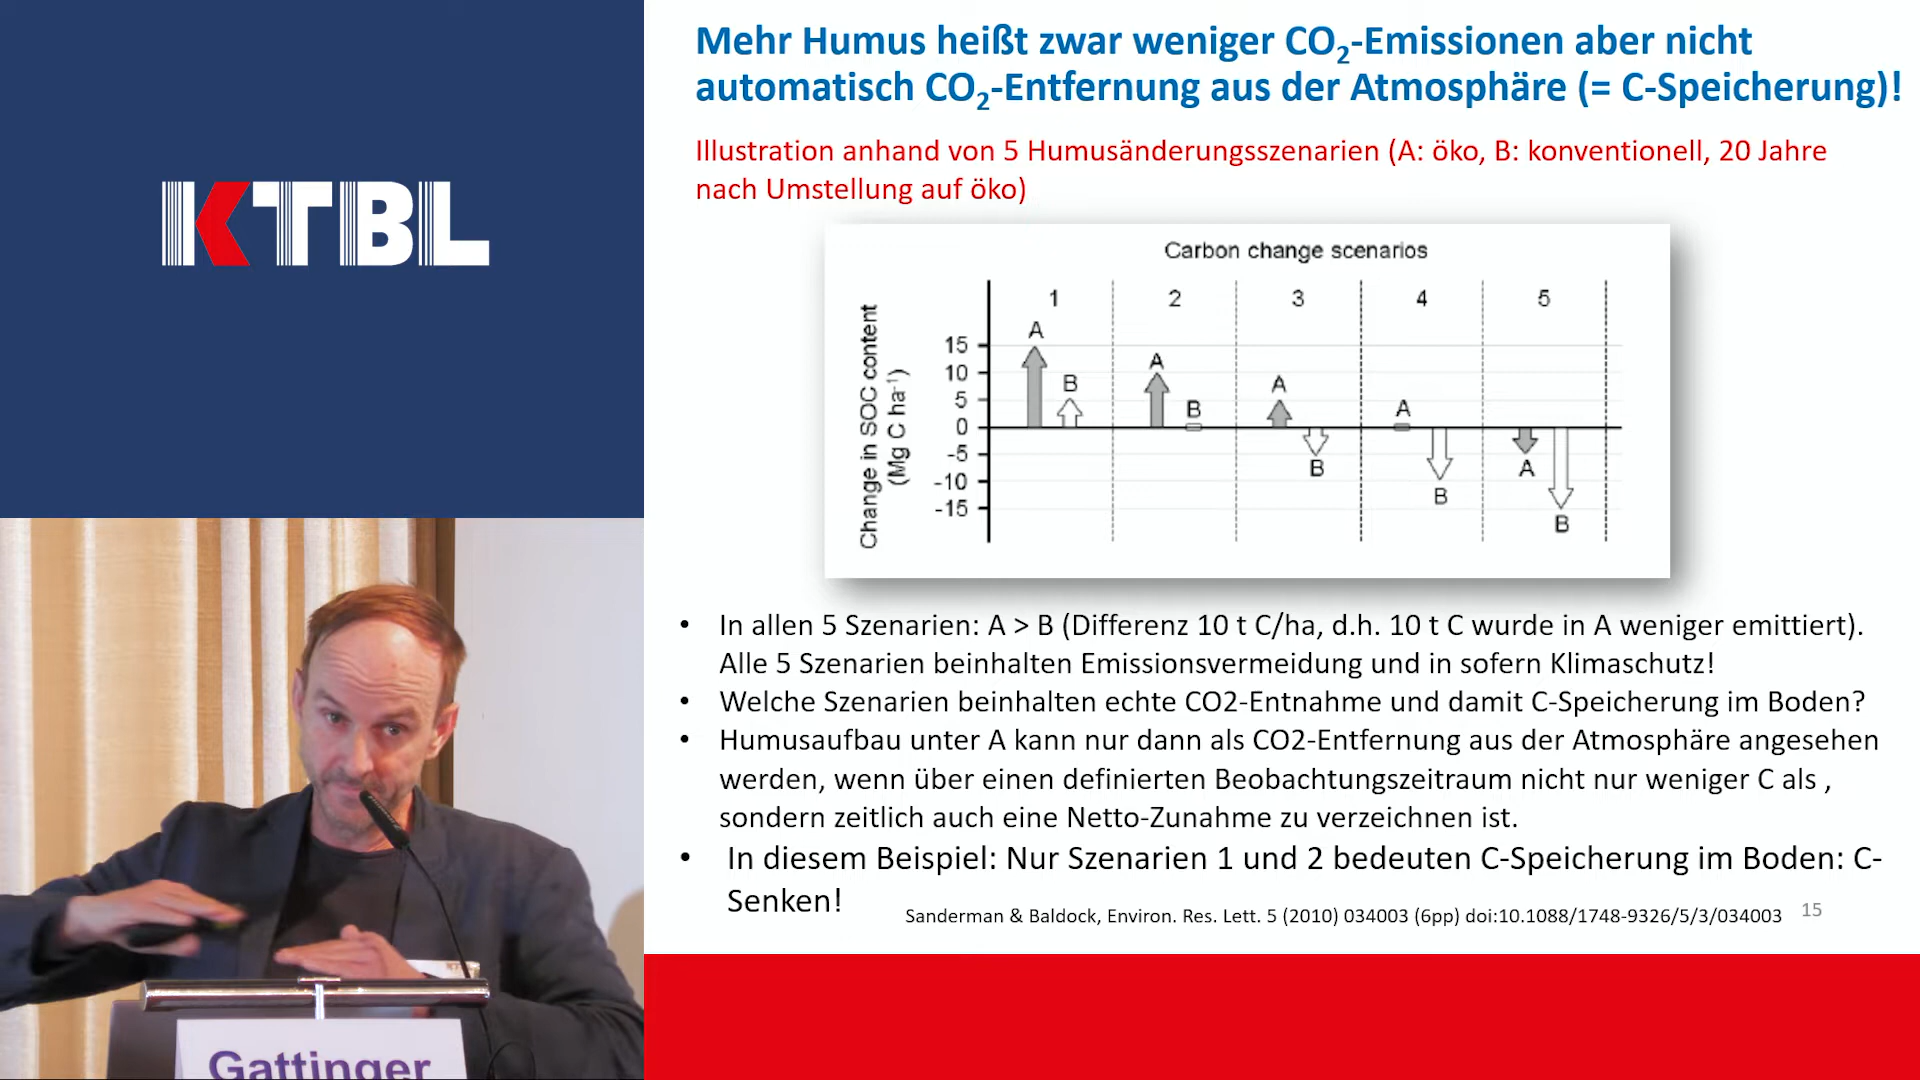 KTBL
Mehr Humus heißt zwar weniger CO2-Emissionen aber nicht
automatisch CO2-Entfernung aus der Atmosphäre (= C-Speicherung)!
Illustration anhand von 5 Humusänderungsszenarien (A: öko, B: konventionell, 20 Jahre
nach Umstellung auf öko)
Carbon change scenarios
1 2 3 4 5
Change in SOC content
(Mg C ha-1)
15
10
5
0
-5
-10
-15
A B
A B
A B
A B
A B
• In allen 5 Szenarien: A > B (Differenz 10 t C/ha, d.h. 10 t C wurde in A weniger emittiert).
Alle 5 Szenarien beinhalten Emissionsvermeidung und in sofern Klimaschutz!
• Welche Szenarien beinhalten echte CO2-Entnahme und damit C-Speicherung im Boden?
• Humusaufbau unter A kann nur dann als CO2-Entfernung aus der Atmosphäre angesehen
werden, wenn über einen definierten Beobachtungszeitraum nicht nur weniger C als ,
sondern zeitlich auch eine Netto-Zunahme zu verzeichnen ist.
• In diesem Beispiel: Nur Szenarien 1 und 2 bedeuten C-Speicherung im Boden: C-
Senken!
Sanderman & Baldock, Environ. Res. Lett. 5 (2010) 034003 (6pp) doi:10.1088/1748-9326/5/3/034003
15
Gattinger